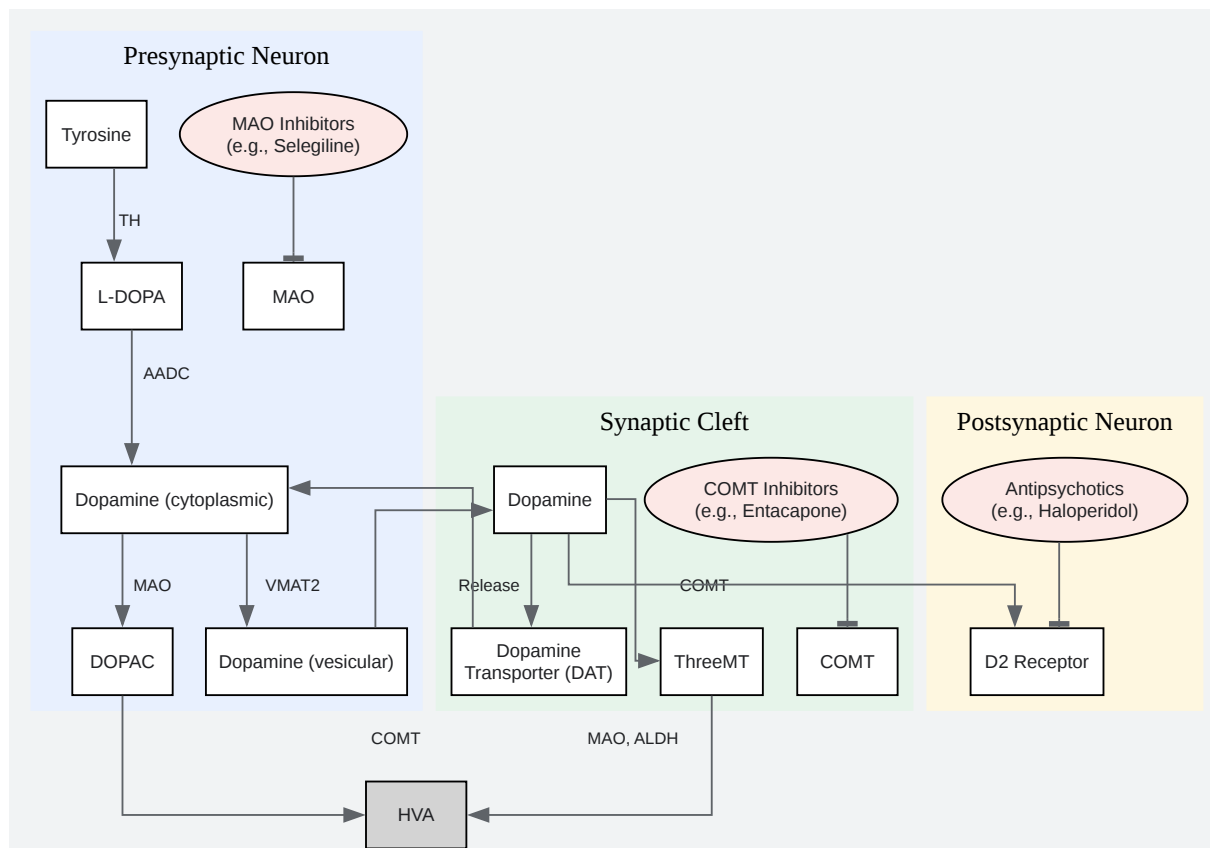 Presynaptic Neuron
Tyrosine
MAO Inhibitors
(e.g., Selegiline)
TH
L-DOPA
MAO
AADC
Synaptic Cleft
Postsynaptic Neuron
Dopamine (cytoplasmic)
Dopamine
COMT Inhibitors
(e.g., Entacapone)
Antipsychotics
(e.g., Haloperidol)
MAO
VMAT2
Release
COMT
DOPAC
Dopamine (vesicular)
Dopamine
Transporter (DAT)
ThreeMT
COMT
D2 Receptor
COMT
MAO, ALDH
HVA